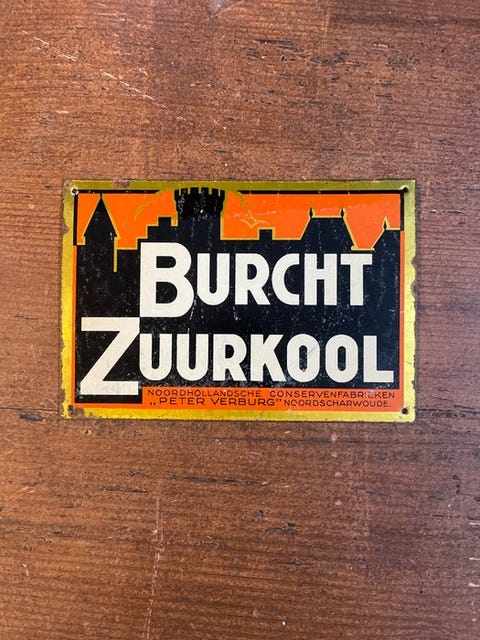 BURCHT
ZUURKOOL
NOORDHOLLANDSCHE CONSERVENFABRIEKEN
„PETER VERBURG" NOORDSCHARWOUDE.